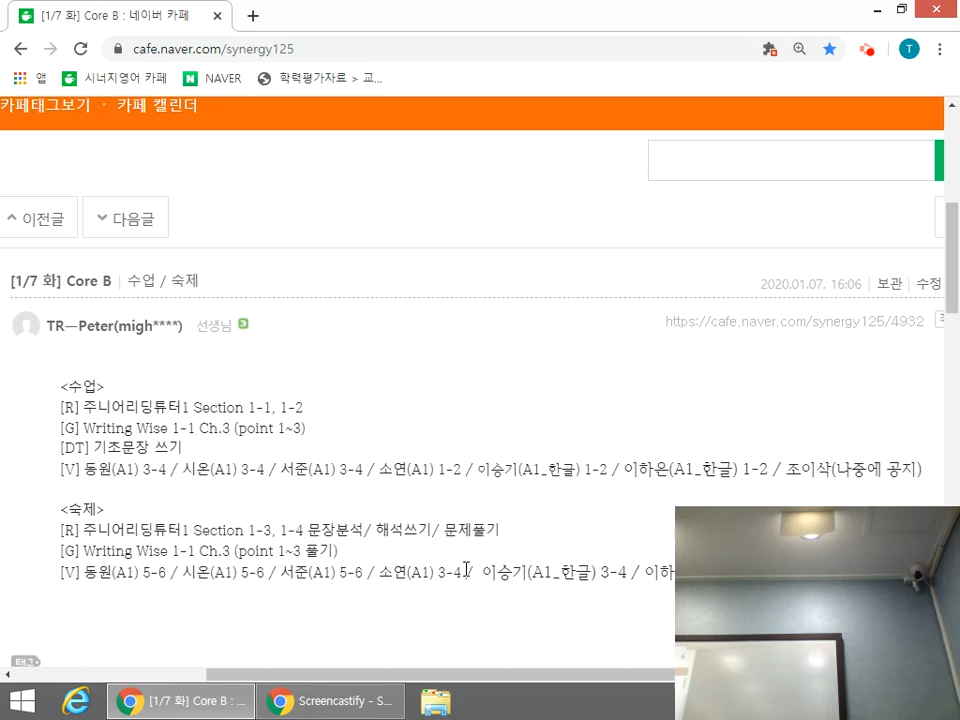 [1/7 화] Core B : 네이버 카페
cafe.naver.com/synergy125
T
앱 시너지영어 카페 NAVER 학력평가자료 > 교...
카페태그보기 · 카페 캘린더
이전글 다음글
[1/7 화] Core B 수업 / 숙제 2020.01.07. 16:06 보관 수정
TR—Peter(migh****) 선생님 https://cafe.naver.com/synergy125/4932
<수업>
[R] 주니어리딩튜터1 Section 1-1, 1-2
[G] Writing Wise 1-1 Ch.3 (point 1~3)
[DT] 기초문장 쓰기
[V] 동원(A1) 3-4 / 시온(A1) 3-4 / 서준(A1) 3-4 / 소연(A1) 1-2 / 이승기(A1_한글) 1-2 / 이하은(A1_한글) 1-2 / 조이삭(나중에 공지)
<숙제>
[R] 주니어리딩튜터1 Section 1-3, 1-4 문장분석/ 해석쓰기/ 문제풀기
[G] Writing Wise 1-1 Ch.3 (point 1~3 풀기)
[V] 동원(A1) 5-6 / 시온(A1) 5-6 / 서준(A1) 5-6 / 소연(A1) 3-4 / 이승기(A1_한글) 3-4 / 이하
태그
[1/7 화] Core B : ... Screencastify - S...